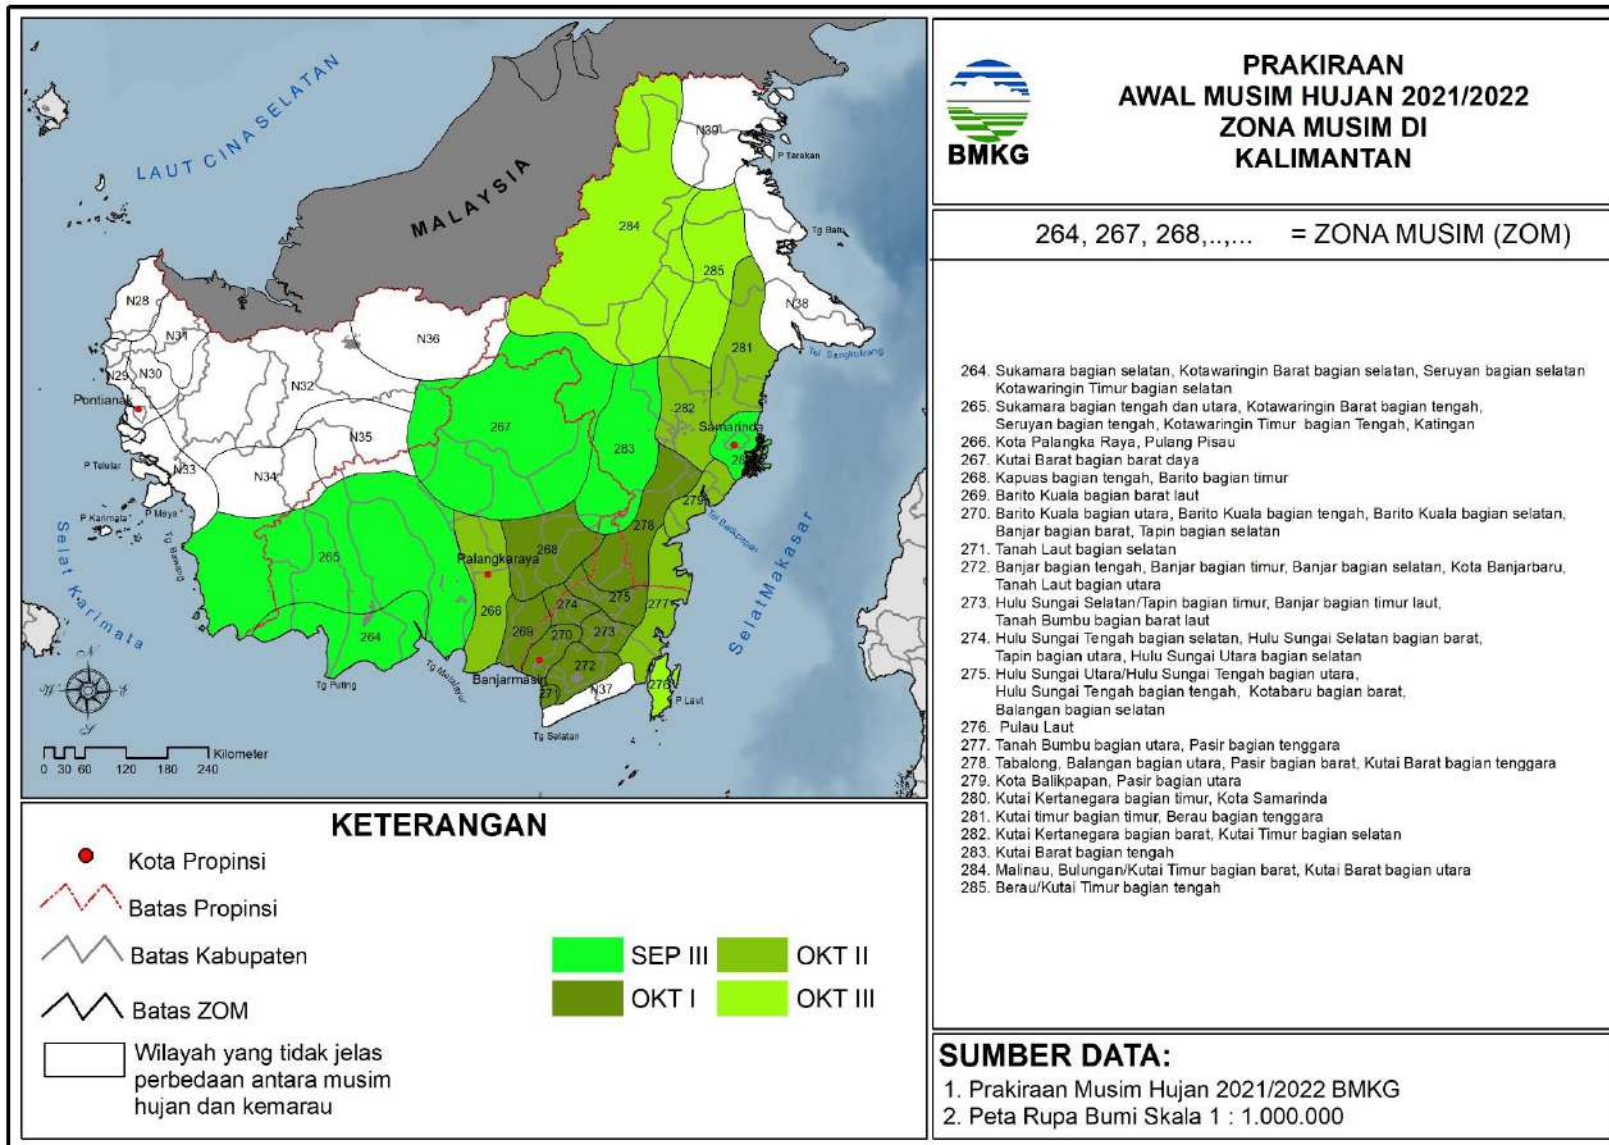 PRAKIRAAN
AWAL MUSIM HUJAN 2021/2022
ZONA MUSIM DI
KALIMANTAN
BMKG
264, 267, 268,..,... = ZONA MUSIM (ZOM)
264. Sukamara bagian selatan, Kotawaringin Barat bagian selatan, Seruyan bagian selatan
Kotawaringin Timur bagian selatan
265. Sukamara bagian tengah dan utara, Kotawaringin Barat bagian tengah,
Seruyan bagian tengah, Kotawaringin Timur bagian Tengah, Katingan
266. Kota Palangka Raya, Pulang Pisau
267. Kutai Barat bagian barat daya
268. Kapuas bagian tengah, Barito bagian timur
269. Barito Kuala bagian barat laut
270. Barito Kuala bagian utara, Barito Kuala bagian tengah, Barito Kuala bagian selatan,
Banjar bagian barat, Tapin bagian selatan
271. Tanah Laut bagian selatan
272. Banjar bagian tengah, Banjar bagian timur, Banjar bagian selatan, Kota Banjarbaru,
Tanah Laut bagian utara
273. Hulu Sungai Selatan/Tapin bagian timur, Banjar bagian timur laut,
Tanah Bumbu bagian barat laut
274. Hulu Sungai Tengah bagian selatan, Hulu Sungai Selatan bagian barat,
Tapin bagian utara, Hulu Sungai Utara bagian selatan
275. Hulu Sungai Utara/Hulu Sungai Tengah bagian utara,
Hulu Sungai Tengah bagian tengah, Kotabaru bagian barat,
Balangan bagian selatan
276. Pulau Laut
277. Tanah Bumbu bagian utara, Pasir bagian tenggara
278. Tabalong, Balangan bagian utara, Pasir bagian barat, Kutai Barat bagian tenggara
279. Kota Balikpapan, Pasir bagian utara
280. Kutai Kertanegara bagian timur, Kota Samarinda
281. Kutai timur bagian timur, Berau bagian tenggara
282. Kutai Kertanegara bagian barat, Kutai Timur bagian selatan
283. Kutai Barat bagian tengah
284. Malinau, Bulungan/Kutai Timur bagian barat, Kutai Barat bagian utara
285. Berau/Kutai Timur bagian tengah
SUMBER DATA:
1. Prakiraan Musim Hujan 2021/2022 BMKG
2. Peta Rupa Bumi Skala 1 : 1.000.000
LAUT CINA SELATAN
MALAYSIA
N39
P Tarakan
284
Tg Batu
285
N28
N38
N31
N36
281
Tel Sangkulirang
N29
N30
N32
Pontianak
282
267
Samarinda
N35
283
P Telular
N33
N34
279
P Karimata
P Maya
278
Tel Balikpapan
Selat Karimata
Tg Bawang
265
Palangkaraya
268
Selat Makasar
266
274
275
277
264
269
270
273
272
Tg Puting
Tg Malatayur
Banjarmasin
271
N37
276
P Laut
Tg Selatan
N
Kilometer
0 30 60 120 180 240
KETERANGAN
Kota Propinsi
Batas Propinsi
Batas Kabupaten
Batas ZOM
Wilayah yang tidak jelas
perbedaan antara musim
hujan dan kemarau
SEP III
OKT II
OKT I
OKT III